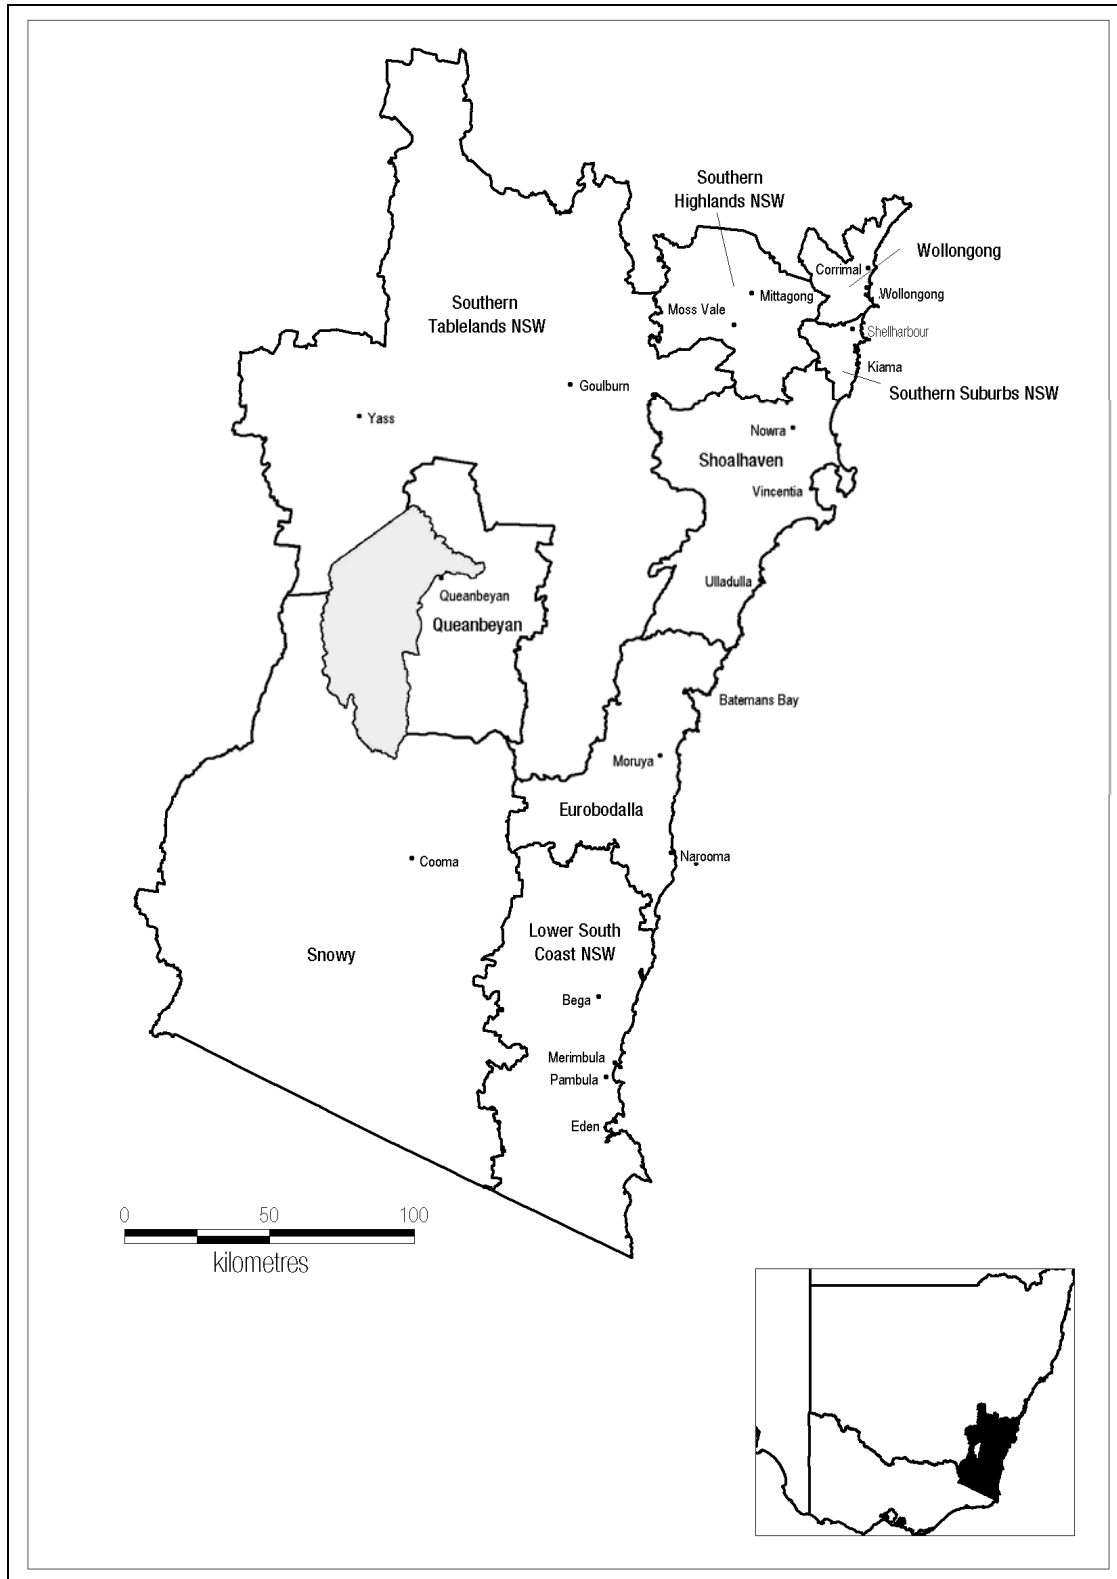 Southern
Highlands NSW
Wollongong
Corrimal
Wollongong
Mittagong
Southern
Tablelands NSW
Moss Vale
Shellharbour
Kiama
Goulburn
Southern Suburbs NSW
Yass
Nowra
Shoalhaven
Vincentia
Ulladulla
Queanbeyan
Queanbeyan
Batemans Bay
Moruya
Eurobodalla
Narooma
Cooma
Lower South
Coast NSW
Snowy
Bega
Merimbula
Pambula
Eden
0 50 100
kilometres